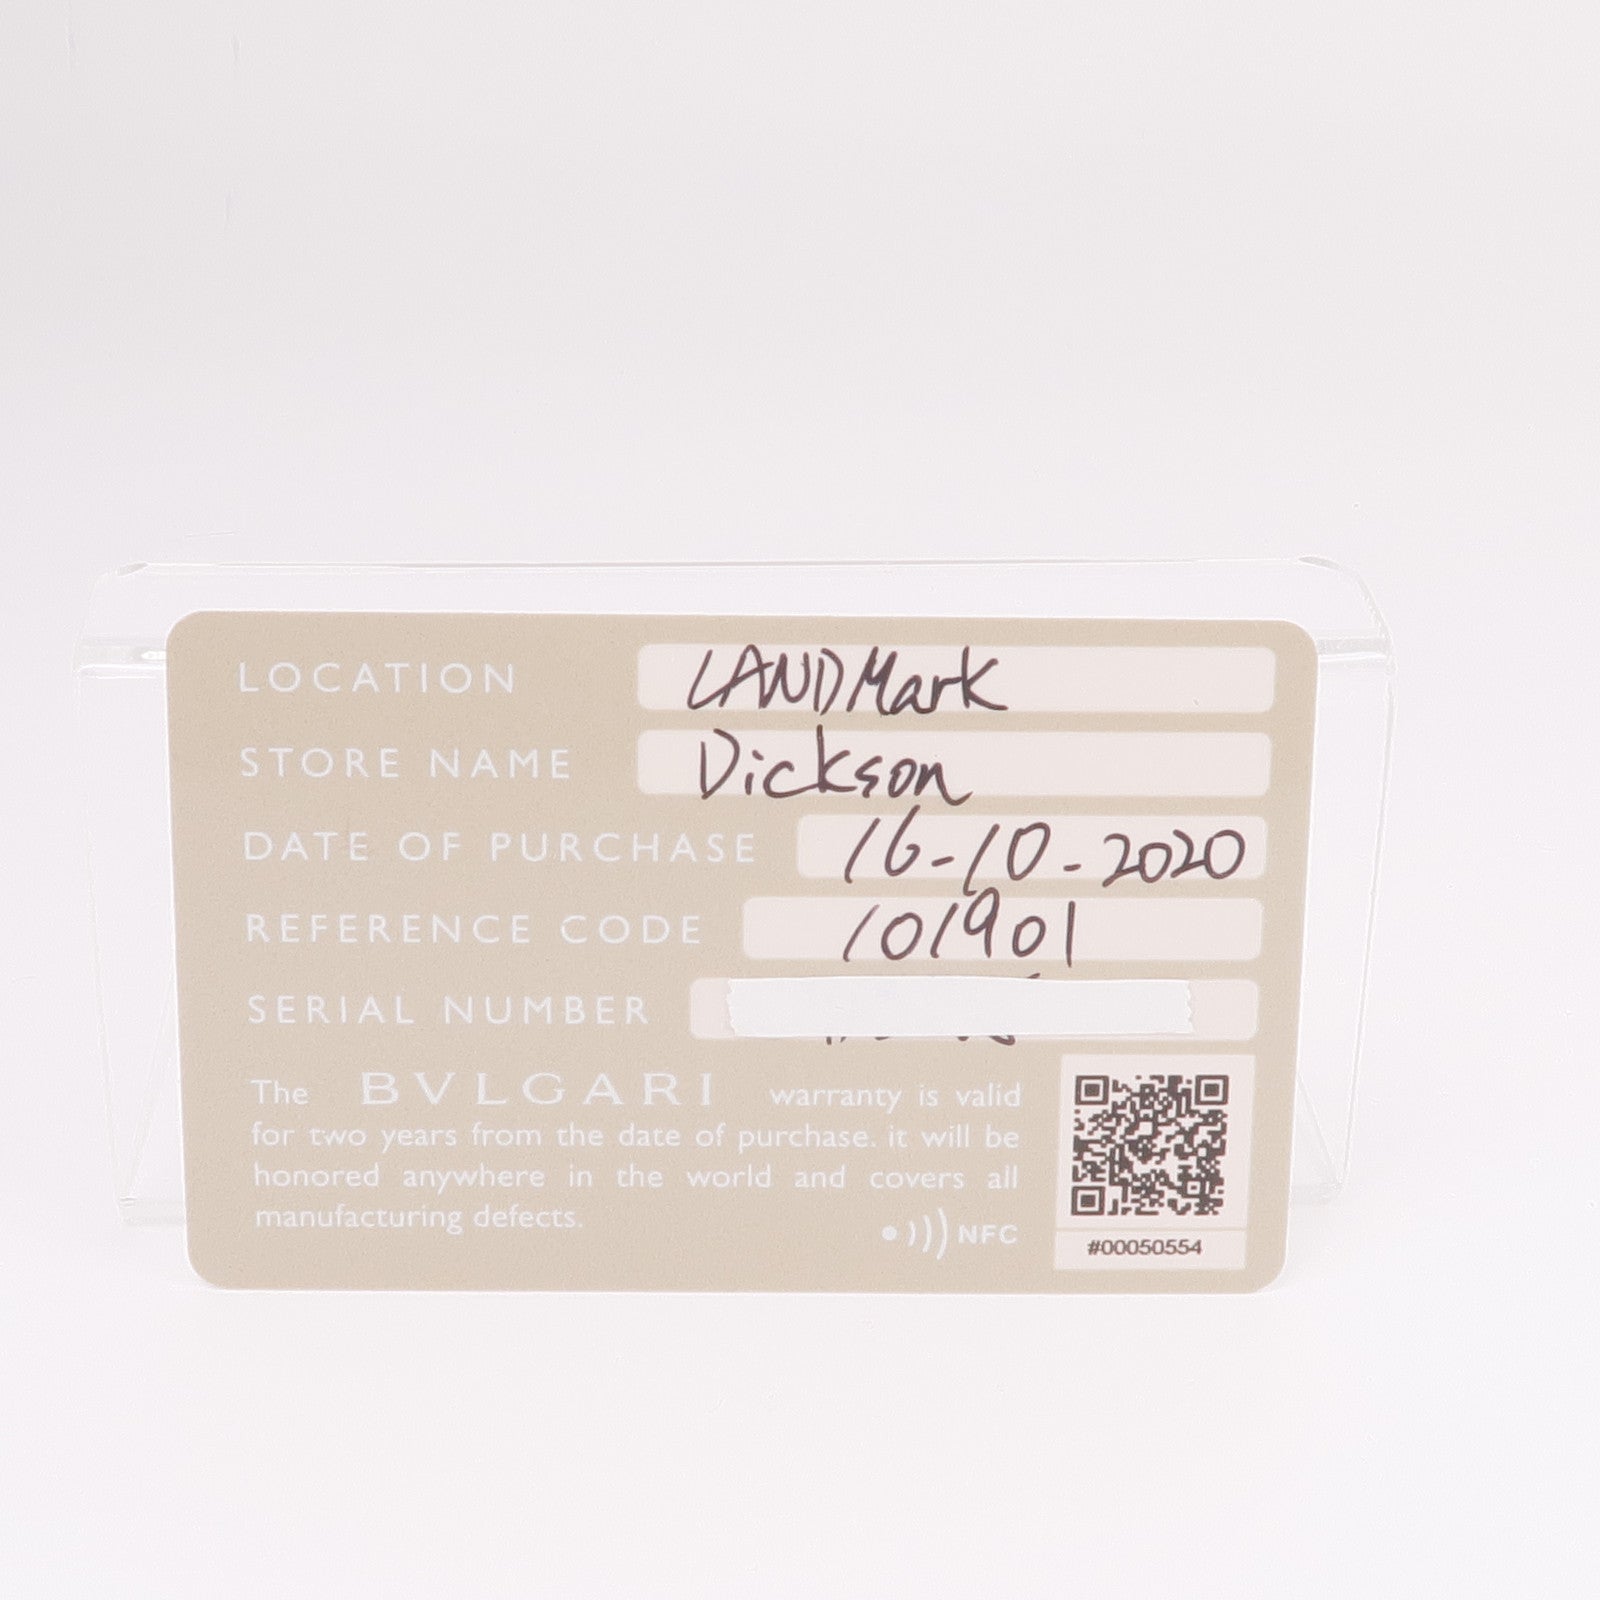 LOCATION LANDMark
STORE NAME Dickson
DATE OF PURCHASE 16-10-2020
REFERENCE CODE 101901
SERIAL NUMBER
The BVLGARI warranty is valid
for two years from the date of purchase. it will be
honored anywhere in the world and covers all
manufacturing defects.
NFC
#00050554